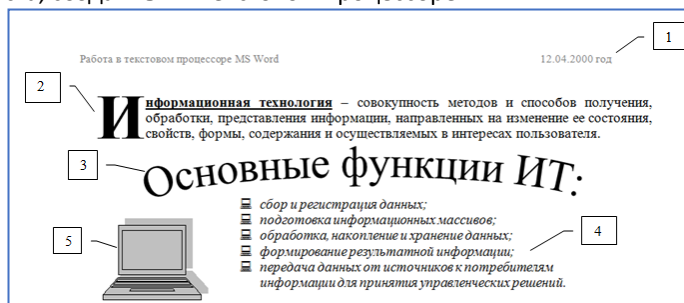 1
Работа в текстовом процессоре MS Word
12.04.2000 год
2
Информационная технология – совокупность методов и способов получения,
обработки, представления информации, направленных на изменение ее состояния,
свойств, формы, содержания и осуществляемых в интересах пользователя.
3
Основные функции ИТ:
сбор и регистрация данных;
подготовка информационных массивов;
обработка, накопление и хранение данных;
4
5
формирование результатной информации;
передача данных от источников к потребителям
информации для принятия управленческих решений.